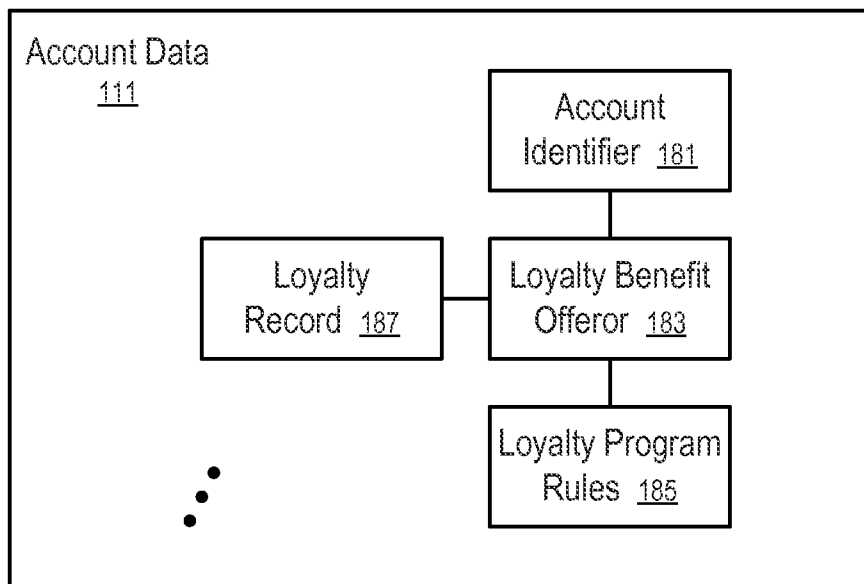 Account Data
111
Account
Identifier 181
Loyalty
Record 187
Loyalty Benefit
Offeror 183
Loyalty Program
Rules 185